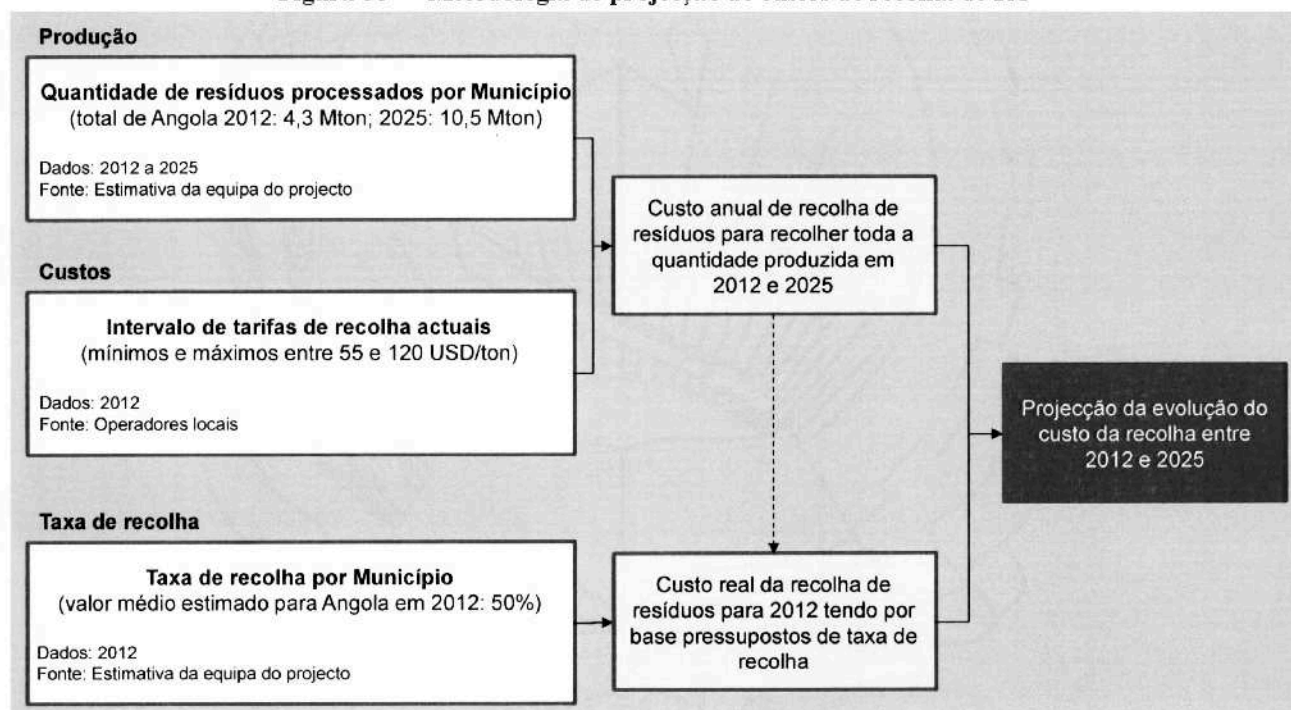 Produção
Quantidade de resíduos processados por Município
(total de Angola 2012: 4,3 Mton; 2025: 10,5 Mton)
Dados: 2012 a 2025
Fonte: Estimativa da equipa do projecto
Custos
Intervalo de tarifas de recolha actuais
(mínimos e máximos entre 55 e 120 USD/ton)
Dados: 2012
Fonte: Operadores locais
Taxa de recolha
Taxa de recolha por Município
(valor médio estimado para Angola em 2012: 50%)
Dados: 2012
Fonte: Estimativa da equipa do projecto
Custo anual de recolha de
resíduos para recolher toda a
quantidade produzida em
2012 e 2025
Custo real da recolha de
resíduos para 2012 tendo por
base pressupostos de taxa de
recolha
Projecção da evolução do
custo da recolha entre
2012 e 2025